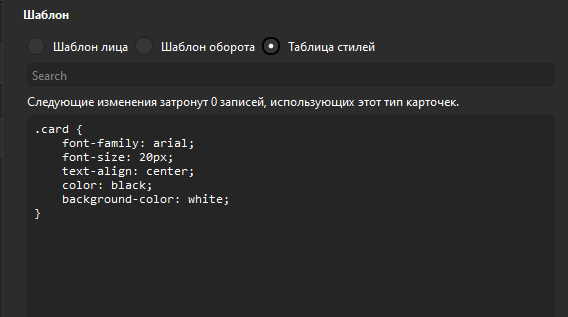 Шаблон
Шаблон лица Шаблон оборота Таблица стилей
Search
Следующие изменения затронут 0 записей, использующих этот тип карточек.
.card {
    font-family: arial;
    font-size: 20px;
    text-align: center;
    color: black;
    background-color: white;
}